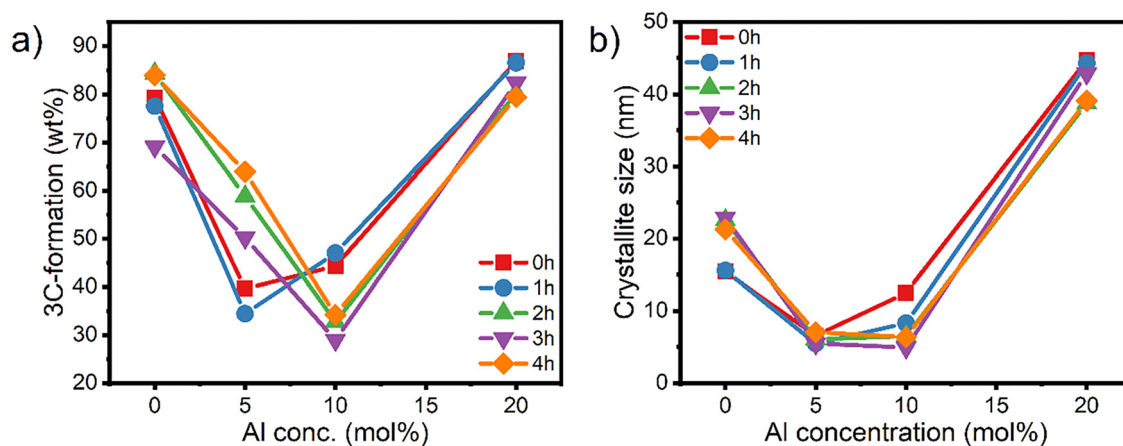 a)
3C-formation (wt%)
90
80
70
60
50
40
30
20
0
5
10
15
20
Al conc. (mol%)
0h
1h
2h
3h
4h
b)
Crystallite size (nm)
50
40
30
20
10
0
0
5
10
15
20
Al concentration (mol%)
0h
1h
2h
3h
4h